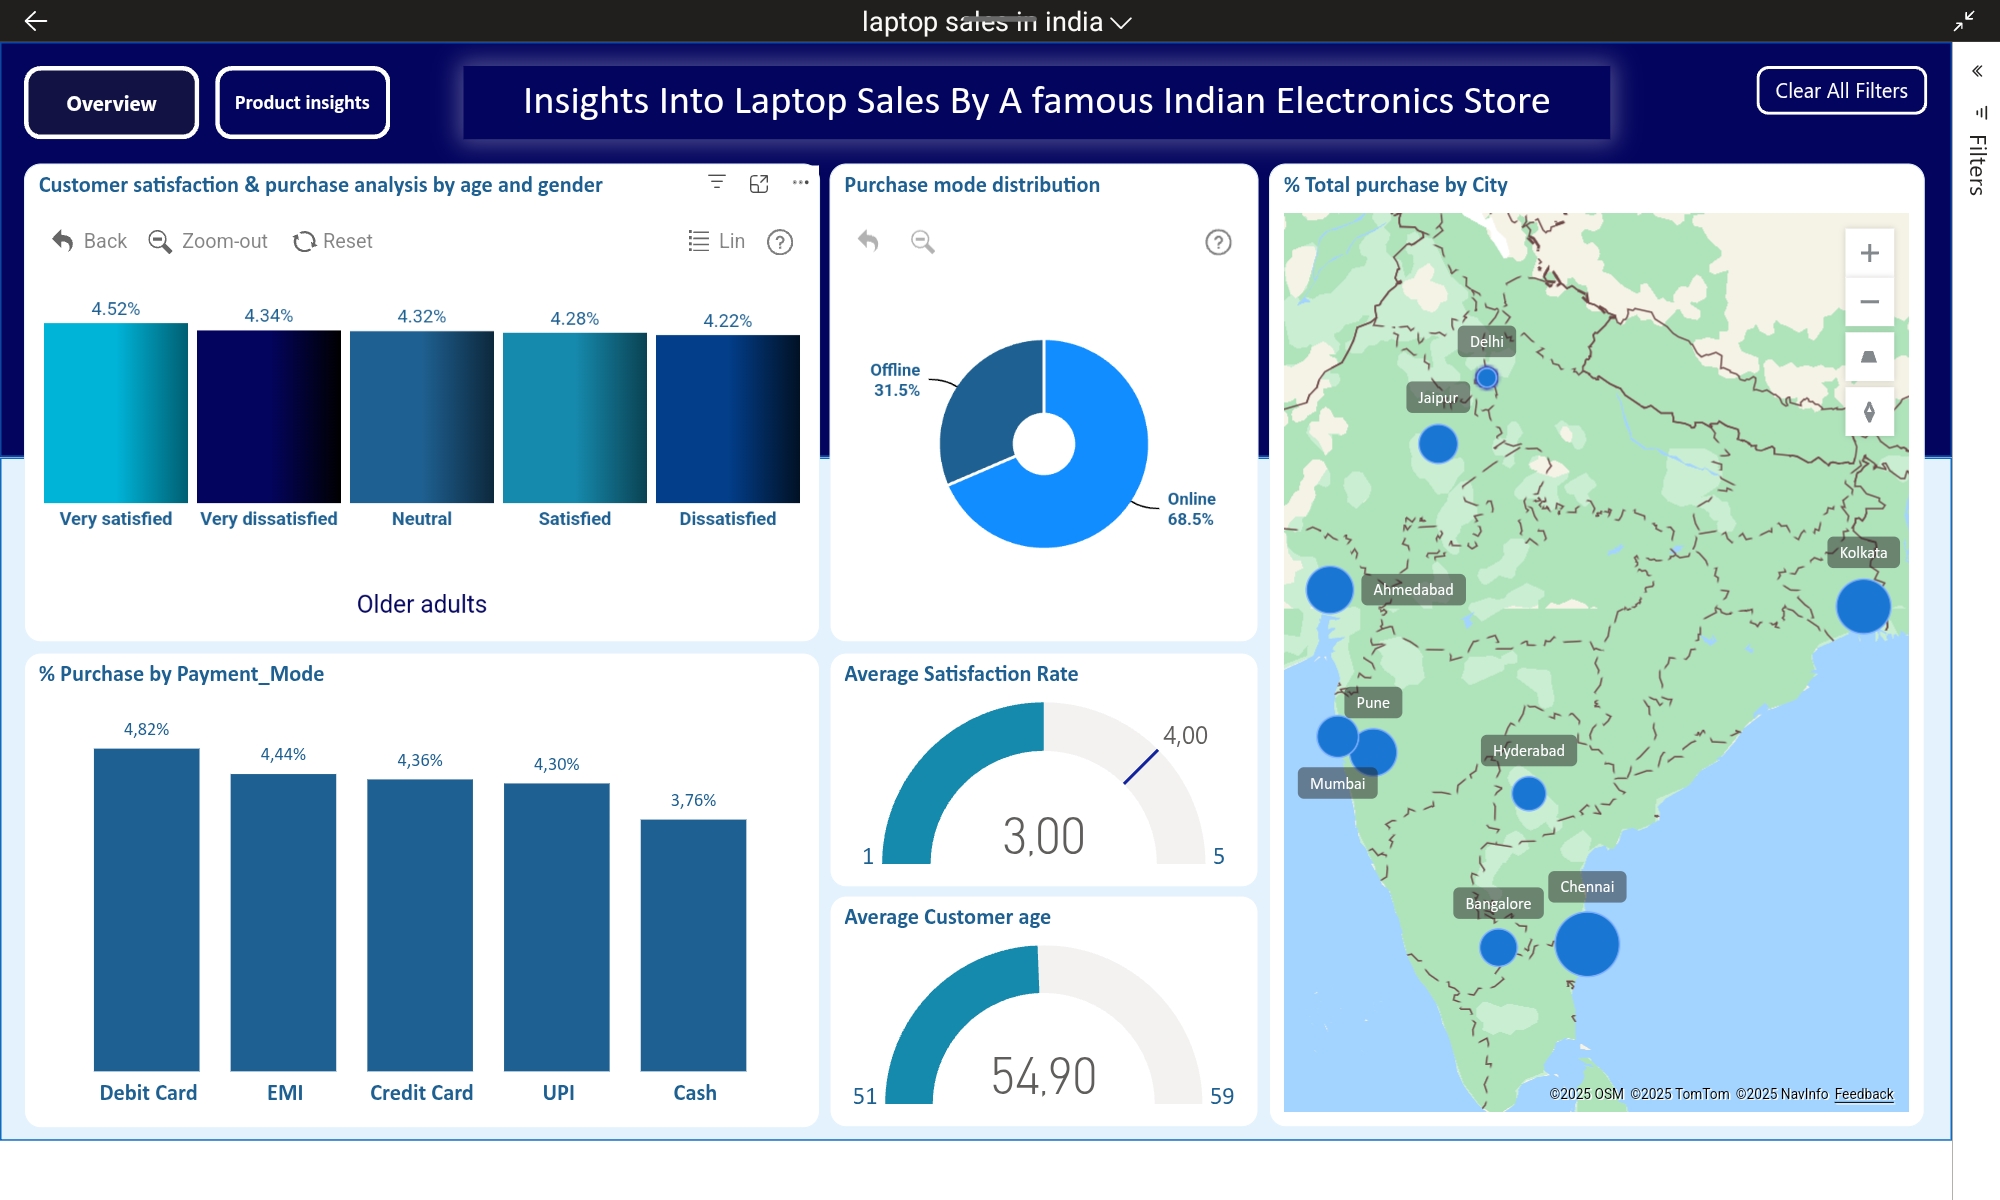 laptop sales in india
Overview
Product insights
Insights Into Laptop Sales By A famous Indian Electronics Store
Clear All Filters
Filters
Customer satisfaction & purchase analysis by age and gender
Back
Zoom-out
Reset
Lin
?
4.52%
4.34%
4.32%
4.28%
4.22%
Very satisfied
Very dissatisfied
Neutral
Satisfied
Dissatisfied
Older adults
Purchase mode distribution
?
Offline
31.5%
Online
68.5%
% Total purchase by City
Delhi
Jaipur
Kolkata
Ahmedabad
Pune
Mumbai
Hyderabad
Chennai
Bangalore
©2025 OSM ©2025 TomTom ©2025 NavInfo Feedback
% Purchase by Payment_Mode
4,82%
4,44%
4,36%
4,30%
3,76%
Debit Card
EMI
Credit Card
UPI
Cash
Average Satisfaction Rate
4,00
3,00
1
5
Average Customer age
54,90
51
59